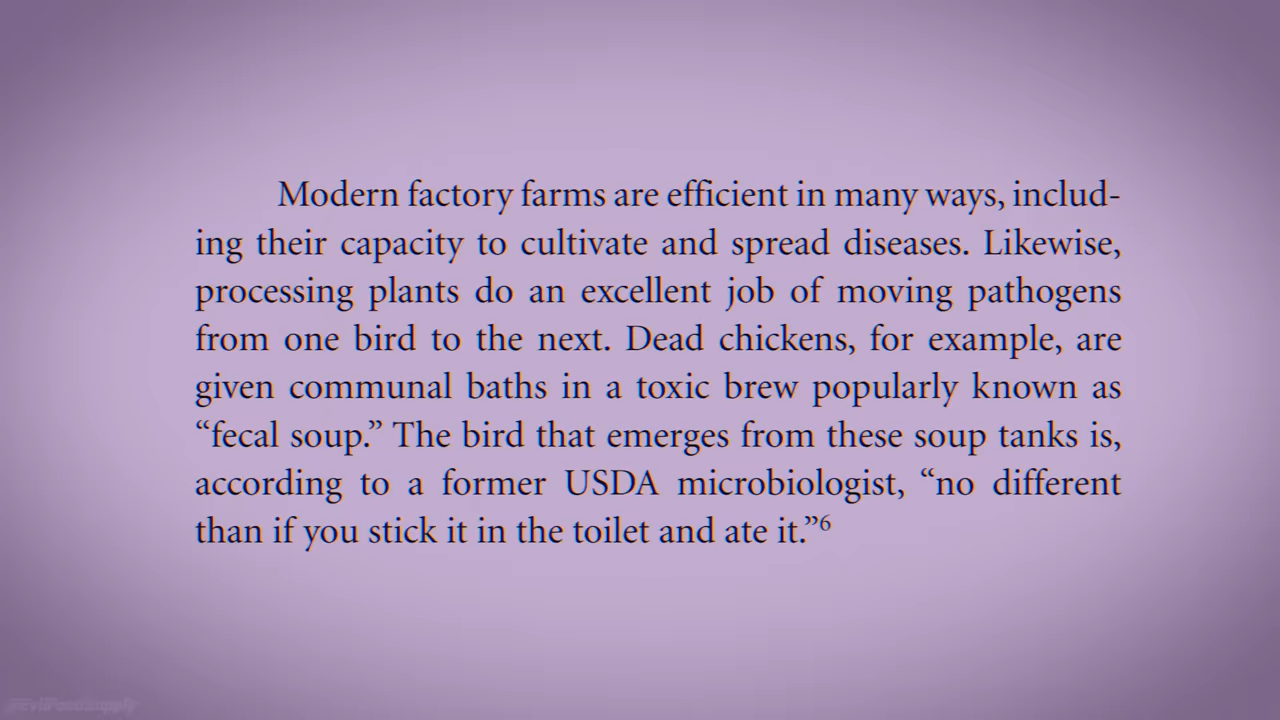 Modern factory farms are efficient in many ways, includ-
ing their capacity to cultivate and spread diseases. Likewise,
processing plants do an excellent job of moving pathogens
from one bird to the next. Dead chickens, for example, are
given communal baths in a toxic brew popularly known as
“fecal soup.” The bird that emerges from these soup tanks is,
according to a former USDA microbiologist, “no different
than if you stick it in the toilet and ate it.”⁶